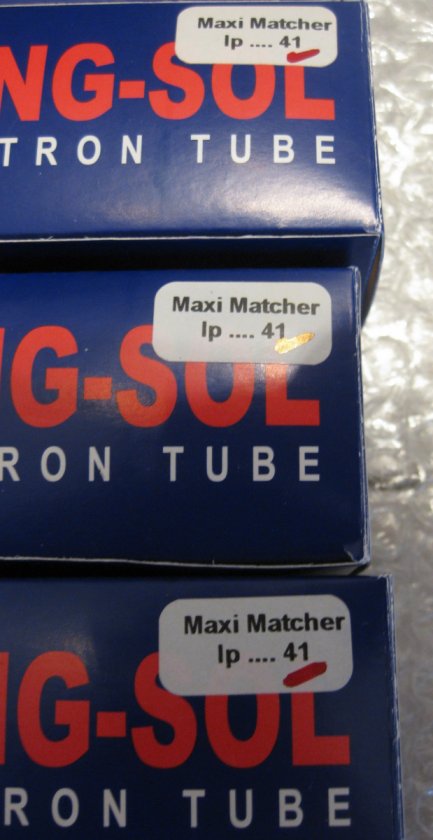 Maxi Matcher
Ip .... 41
NG-SOL
TRON TUBE
Maxi Matcher
Ip .... 41
NG-SOL
RON TUBE
Maxi Matcher
Ip .... 41
NG-SOL
RON TUBE